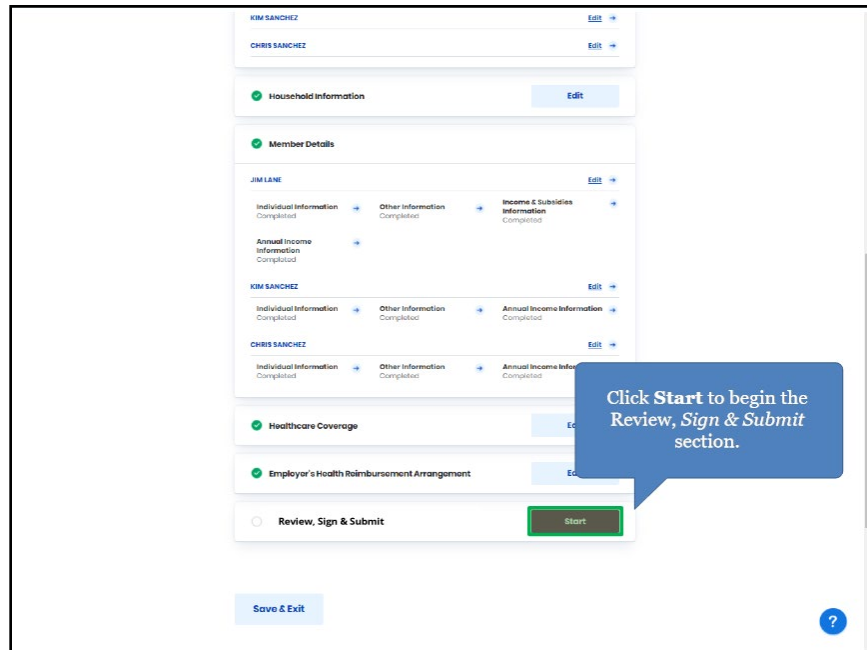 KIM SANCHEZ Edit
CHRIS SANCHEZ Edit
Household Information Edit
Member Details
JIM LANE Edit
Individual Information Other Information Income & Subsidies
Completed Completed Information
Completed
Annual Income
Information
Completed
KIM SANCHEZ Edit
Individual Information Other Information Annual Income Information
Completed Completed Completed
CHRIS SANCHEZ Edit
Individual Information Other Information Annual Income
Completed Completed Completed
Click Start to begin the
Review, Sign & Submit
section.
Healthcare Coverage
Employer's Health Reimbursement Arrangement
Review, Sign & Submit Start
Save & Exit
?